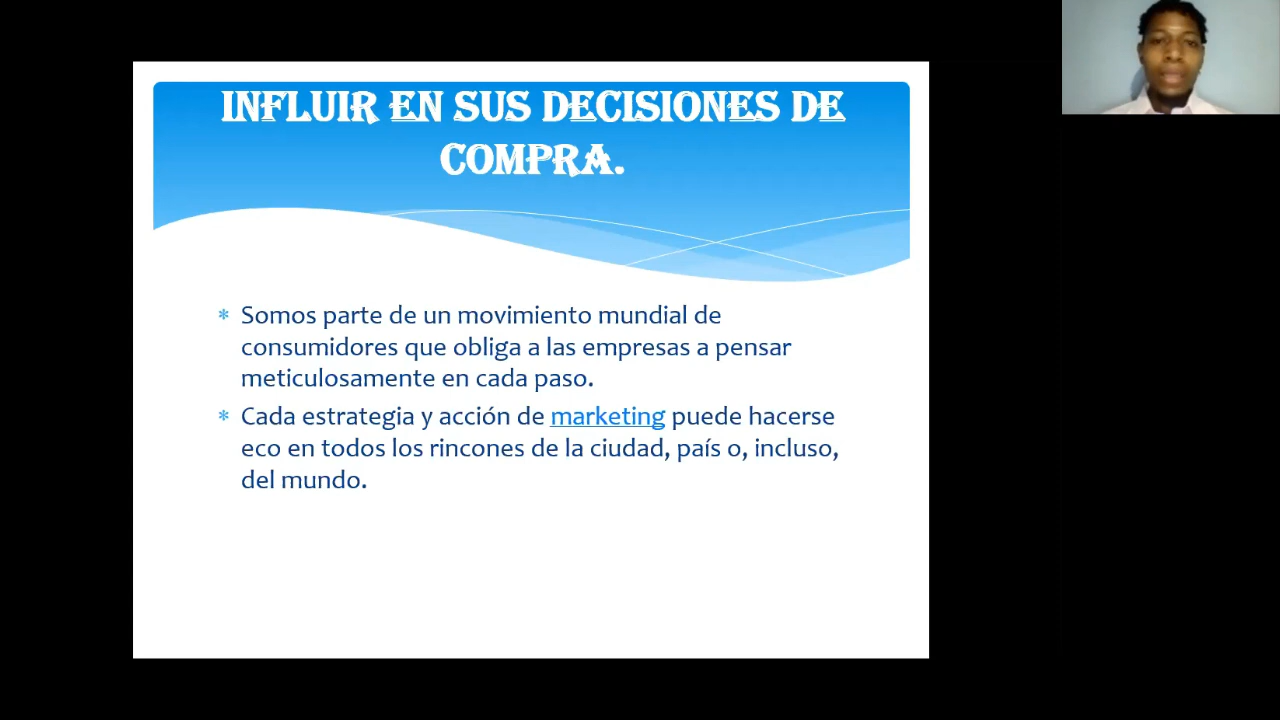 INFLUIR EN SUS DECISIONES DE
COMPRA.
* Somos parte de un movimiento mundial de
consumidores que obliga a las empresas a pensar
meticulosamente en cada paso.
* Cada estrategia y acción de marketing puede hacerse
eco en todos los rincones de la ciudad, país o, incluso,
del mundo.